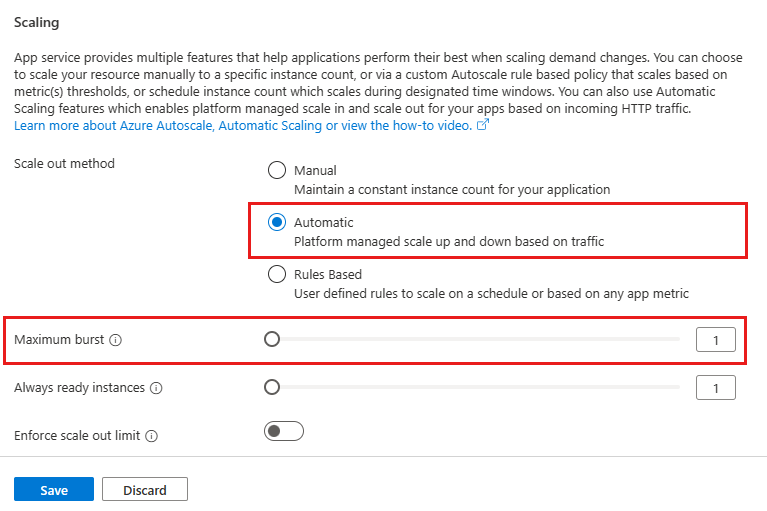 Scaling
App service provides multiple features that help applications perform their best when scaling demand changes. You can choose
to scale your resource manually to a specific instance count, or via a custom Autoscale rule based policy that scales based on
metric(s) thresholds, or schedule instance count which scales during designated time windows. You can also use Automatic
Scaling features which enables platform managed scale in and scale out for your apps based on incoming HTTP traffic.
Learn more about Azure Autoscale, Automatic Scaling or view the how-to video.
Scale out method
Manual
Maintain a constant instance count for your application
Automatic
Platform managed scale up and down based on traffic
Rules Based
User defined rules to scale on a schedule or based on any app metric
Maximum burst 1
Always ready instances 1
Enforce scale out limit
Save Discard